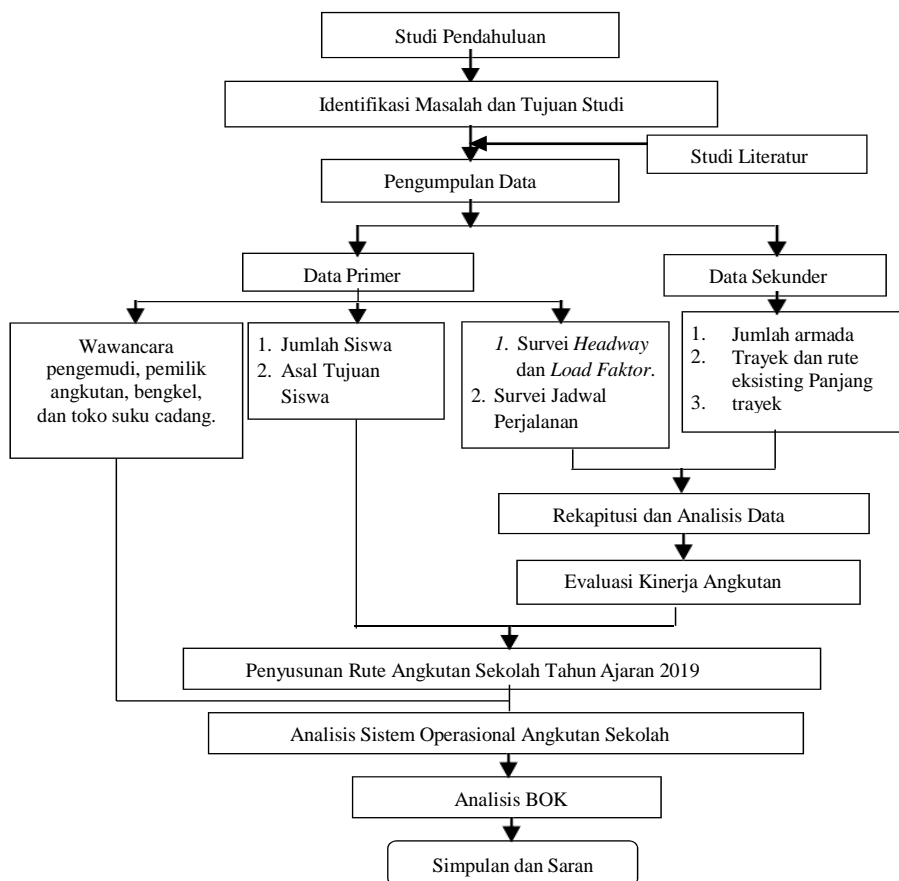 Studi Pendahuluan
Identifikasi Masalah dan Tujuan Studi
Studi Literatur
Pengumpulan Data
Data Primer
Data Sekunder
Wawancara
pengemudi, pemilik
angkutan, bengkel,
dan toko suku cadang.
1. Jumlah Siswa
2. Asal Tujuan
Siswa
1. Survei Headway
dan Load Faktor.
2. Survei Jadwal
Perjalanan
1. Jumlah armada
2. Trayek dan rute
eksisting Panjang
3. trayek
Rekapitusi dan Analisis Data
Evaluasi Kinerja Angkutan
Penyusunan Rute Angkutan Sekolah Tahun Ajaran 2019
Analisis Sistem Operasional Angkutan Sekolah
Analisis BOK
Simpulan dan Saran